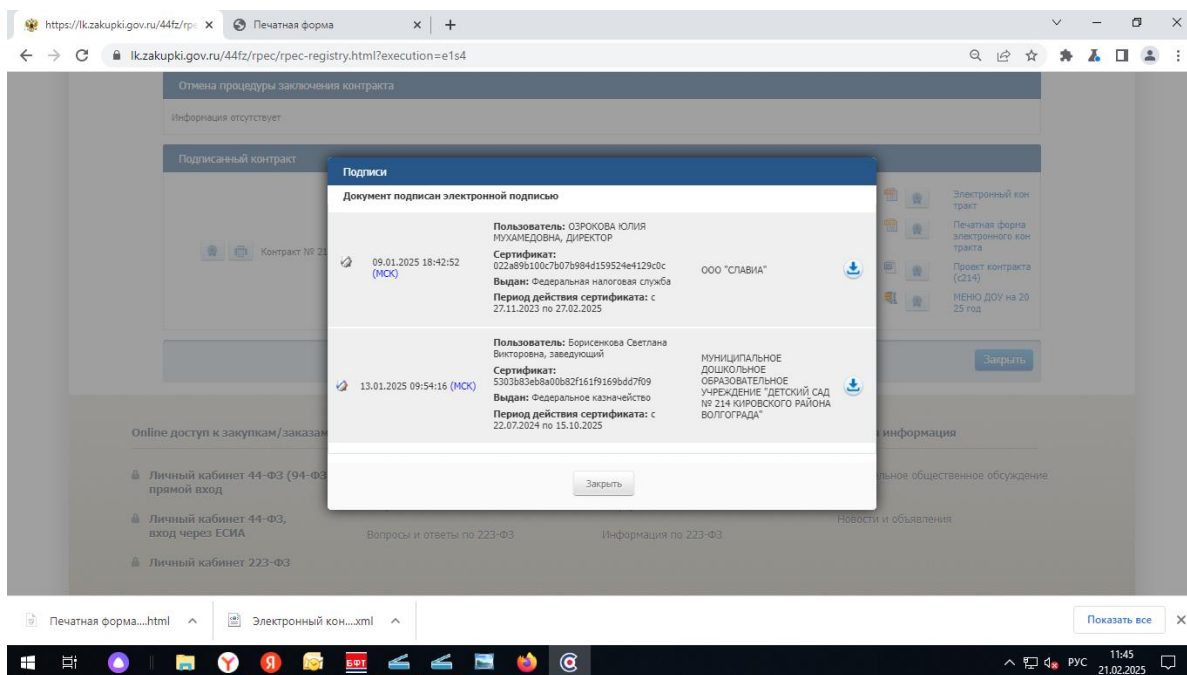 https://lk.zakupki.gov.ru/44fz/rpe
Печатная форма
lk.zakupki.gov.ru/44fz/rpec/rpec-registry.html?execution=e1s4
Отмена процедуры заключения контракта
Информация отсутствует
Подписанный контракт
Контракт № 21
Электронный кон
тракт
Печатная форма
электронного кон
тракта
Проект контракта
(с214)
МЕНЮ ДОУ на 20
25 год
Закрыть
Подписи
Документ подписан электронной подписью
09.01.2025 18:42:52
(МСК)
Пользователь: ОЗРОКОВА ЮЛИЯ
МУХАМЕДОВНА, ДИРЕКТОР
Сертификат:
022a89b100c7b07b984d159524e4129c0c
Выдан: Федеральная налоговая служба
Период действия сертификата: с
27.11.2023 по 27.02.2025
ООО "СЛАВИА"
13.01.2025 09:54:16 (МСК)
Пользователь: Борисенкова Светлана
Викторовна, заведующий
Сертификат:
5303b83eb8a00b82f161f9169bdd7f09
Выдан: Федеральное казначейство
Период действия сертификата: с
22.07.2024 по 15.10.2025
МУНИЦИПАЛЬНОЕ
ДОШКОЛЬНОЕ
ОБРАЗОВАТЕЛЬНОЕ
УЧРЕЖДЕНИЕ "ДЕТСКИЙ САД
№ 214 КИРОВСКОГО РАЙОНА
ВОЛГОГРАДА"
Закрыть
Online доступ к закупкам/заказам
информация
Личный кабинет 44-ФЗ (94-ФЗ
прямой вход
льное общественное обсуждение
Личный кабинет 44-ФЗ,
вход через ЕСИА
Вопросы и ответы по 223-ФЗ
Информация по 223-ФЗ
Новости и объявления
Личный кабинет 223-ФЗ
Печатная форма....html
Электронный кон....xml
Показать все
БФТ
РУС
11:45
21.02.2025